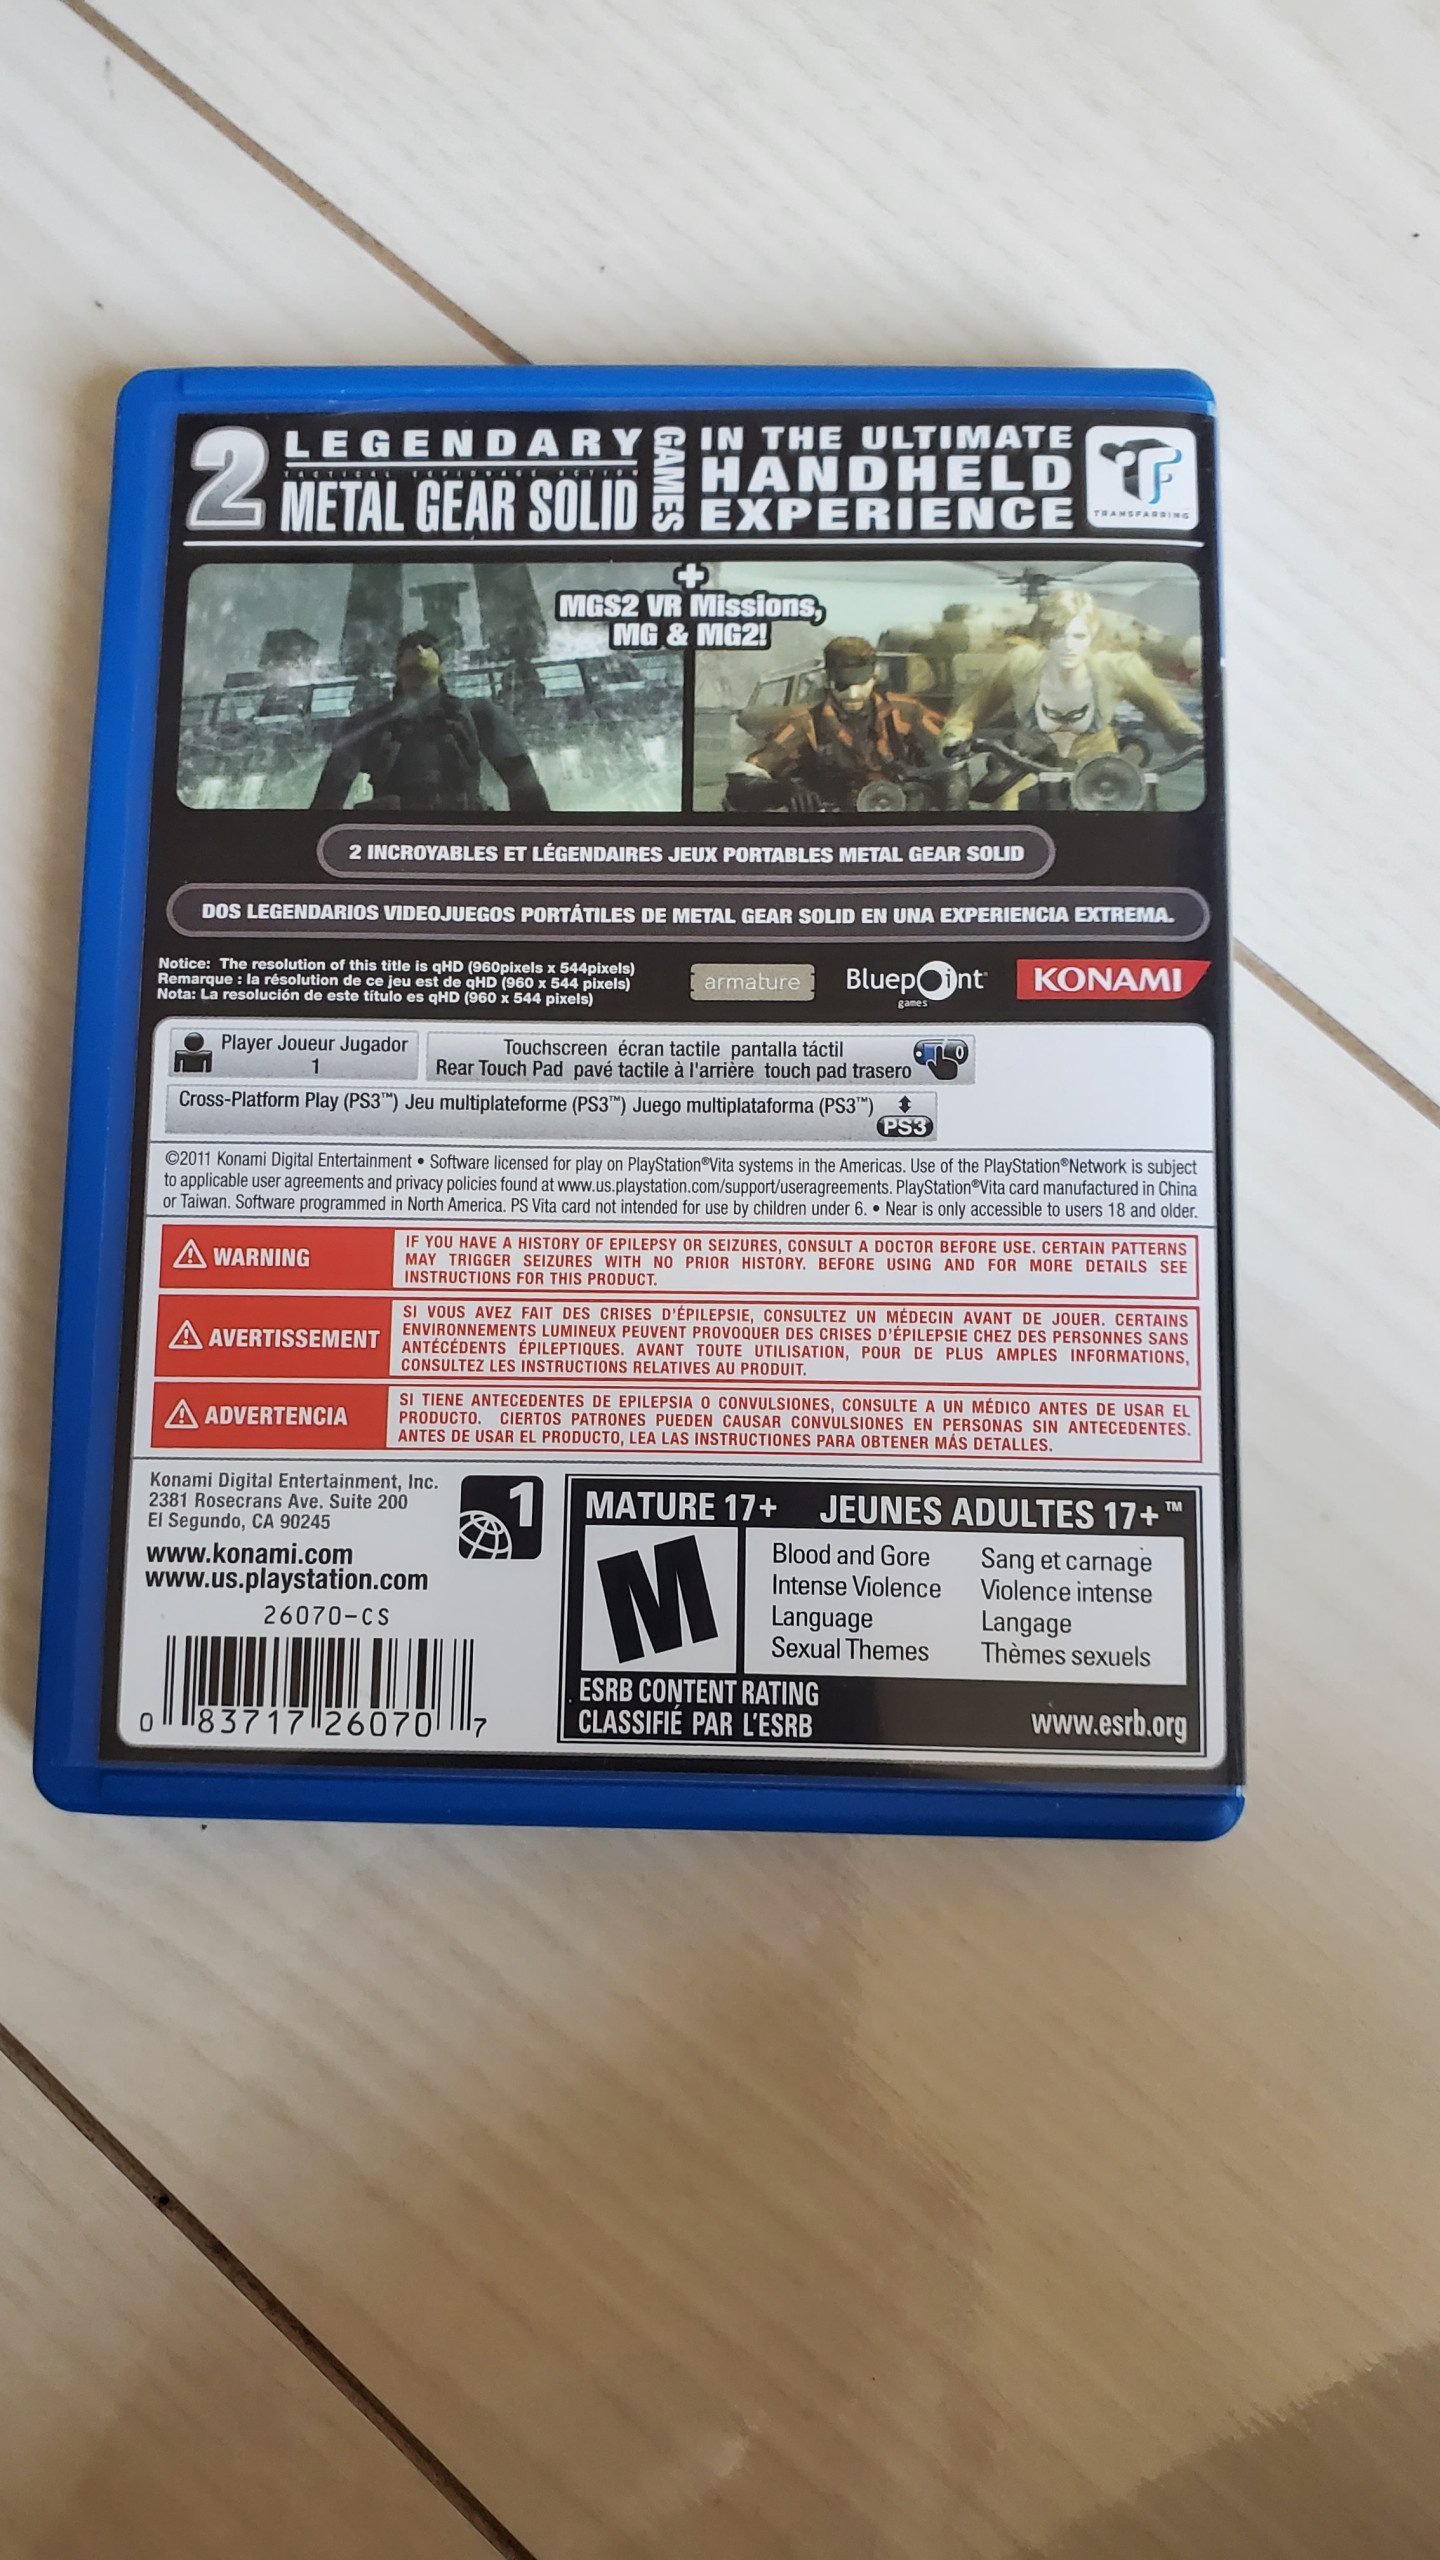 2 LEGENDARY
TACTICAL ESPIONAGE ACTION
METAL GEAR SOLID
GAMES
IN THE ULTIMATE
HANDHELD
EXPERIENCE
TF
TRANSFARRING
+
MGS2 VR Missions,
MG & MG2!
2 INCROYABLES ET LÉGENDAIRES JEUX PORTABLES METAL GEAR SOLID
DOS LEGENDARIOS VIDEOJUEGOS PORTÁTILES DE METAL GEAR SOLID EN UNA EXPERIENCIA EXTREMA.
Notice: The resolution of this title is qHD (960pixels x 544pixels)
Remarque : la résolution de ce jeu est de qHD (960 x 544 pixels)
Nota: La resolución de este título es qHD (960 x 544 pixels)
armature
Bluepoint
games
KONAMI
Player Joueur Jugador
1
Touchscreen écran tactile pantalla táctil
Rear Touch Pad pavé tactile à l'arrière touch pad trasero
Cross-Platform Play (PS3™) Jeu multiplateforme (PS3™) Juego multiplataforma (PS3™)
PS3
©2011 Konami Digital Entertainment • Software licensed for play on PlayStation®Vita systems in the Americas. Use of the PlayStation®Network is subject
to applicable user agreements and privacy policies found at www.us.playstation.com/support/useragreements. PlayStation®Vita card manufactured in China
or Taiwan. Software programmed in North America. PS Vita card not intended for use by children under 6. • Near is only accessible to users 18 and older.
WARNING
IF YOU HAVE A HISTORY OF EPILEPSY OR SEIZURES, CONSULT A DOCTOR BEFORE USE. CERTAIN PATTERNS
MAY TRIGGER SEIZURES WITH NO PRIOR HISTORY. BEFORE USING AND FOR MORE DETAILS SEE
INSTRUCTIONS FOR THIS PRODUCT.
AVERTISSEMENT
SI VOUS AVEZ FAIT DES CRISES D'ÉPILEPSIE, CONSULTEZ UN MÉDECIN AVANT DE JOUER. CERTAINS
ENVIRONNEMENTS LUMINEUX PEUVENT PROVOQUER DES CRISES D'ÉPILEPSIE CHEZ DES PERSONNES SANS
ANTÉCÉDENTS ÉPILEPTIQUES. AVANT TOUTE UTILISATION, POUR DE PLUS AMPLES INFORMATIONS,
CONSULTEZ LES INSTRUCTIONS RELATIVES AU PRODUIT.
ADVERTENCIA
SI TIENE ANTECEDENTES DE EPILEPSIA O CONVULSIONES, CONSULTE A UN MÉDICO ANTES DE USAR EL
PRODUCTO. CIERTOS PATRONES PUEDEN CAUSAR CONVULSIONES EN PERSONAS SIN ANTECEDENTES.
ANTES DE USAR EL PRODUCTO, LEA LAS INSTRUCTIONES PARA OBTENER MÁS DETALLES.
Konami Digital Entertainment, Inc.
2381 Rosecrans Ave. Suite 200
El Segundo, CA 90245
www.konami.com
www.us.playstation.com
1
26070-CS
0 83717 26070 7
MATURE 17+ JEUNES ADULTES 17+™
M
Blood and Gore
Intense Violence
Language
Sexual Themes
Sang et carnage
Violence intense
Langage
Thèmes sexuels
ESRB CONTENT RATING
CLASSIFIÉ PAR L'ESRB
www.esrb.org